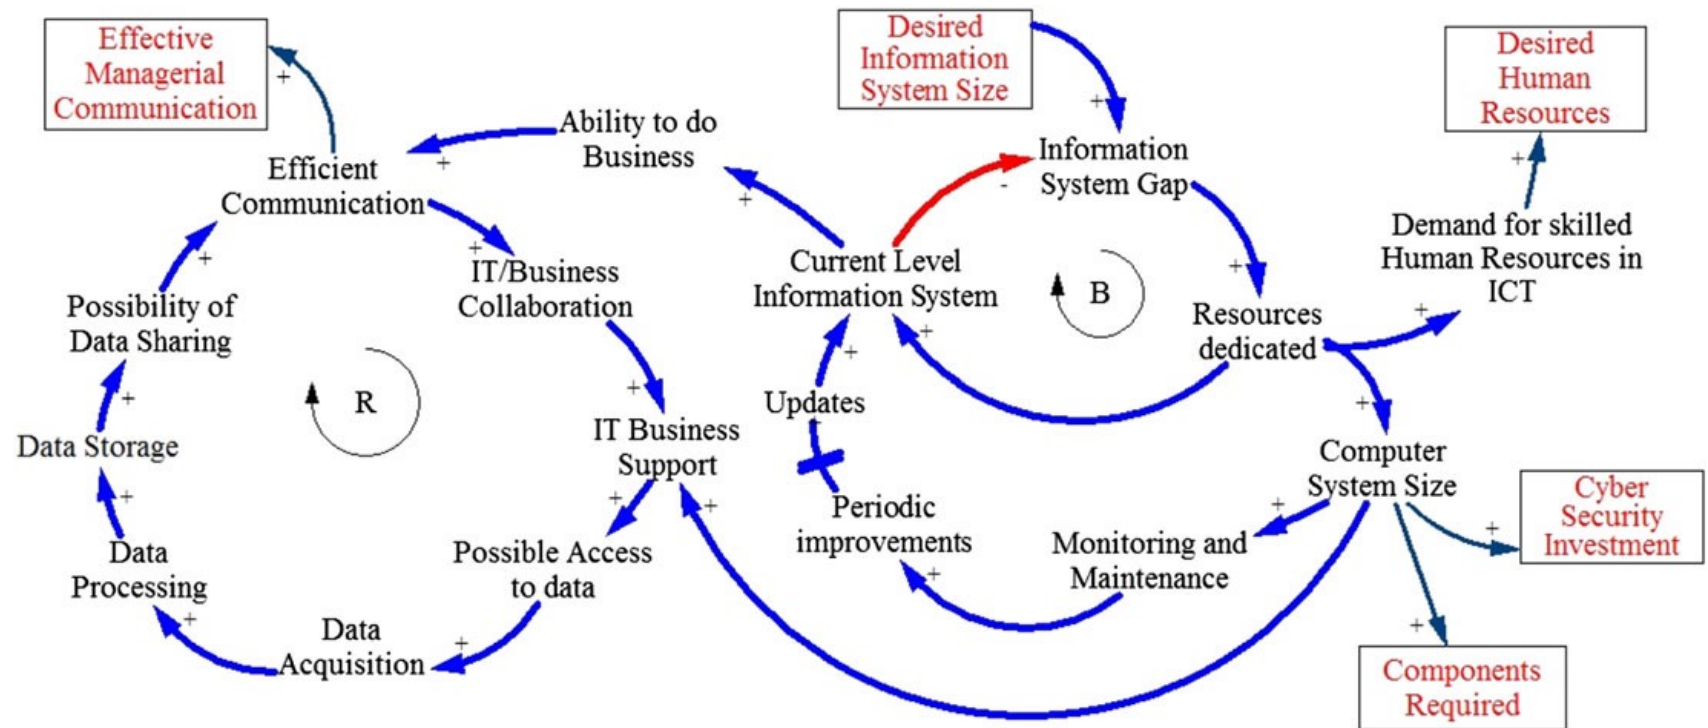 Effective
Managerial
Communication
+
Desired
Information
System Size
+
Desired
Human
Resources
+
Ability to do
Business
+
Efficient
Communication
+
Information
System Gap
-
+
Demand for skilled
Human Resources in
ICT
+
IT/Business
Collaboration
+
Current Level
Information System
+
B
+
Resources
dedicated
+
Possibility of
Data Sharing
+
R
+
Updates
+
+
Data Storage
+
IT Business
Support
+
+
Computer
System Size
+
+
Cyber
Security
Investment
Periodic
improvements
+
Monitoring and
Maintenance
Data
Processing
+
Possible Access
to data
+
Data
Acquisition
+
Components
Required